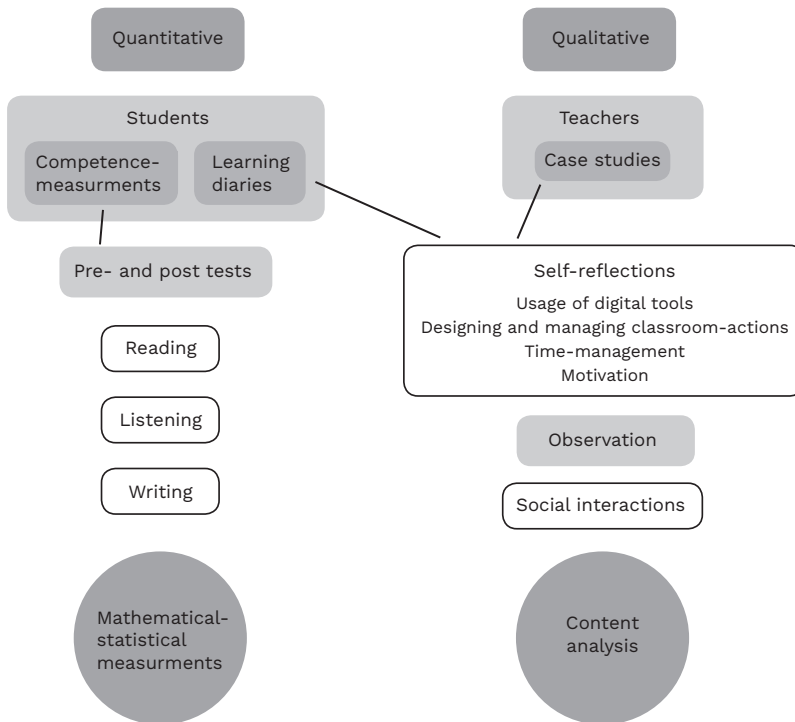 Quantitative
Qualitative
Students
Competence-
measurments
Learning
diaries
Teachers
Case studies
Pre- and post tests
Reading
Listening
Writing
Self-reflections
Usage of digital tools
Designing and managing classroom-actions
Time-management
Motivation
Observation
Social interactions
Mathematical-
statistical
measurments
Content
analysis